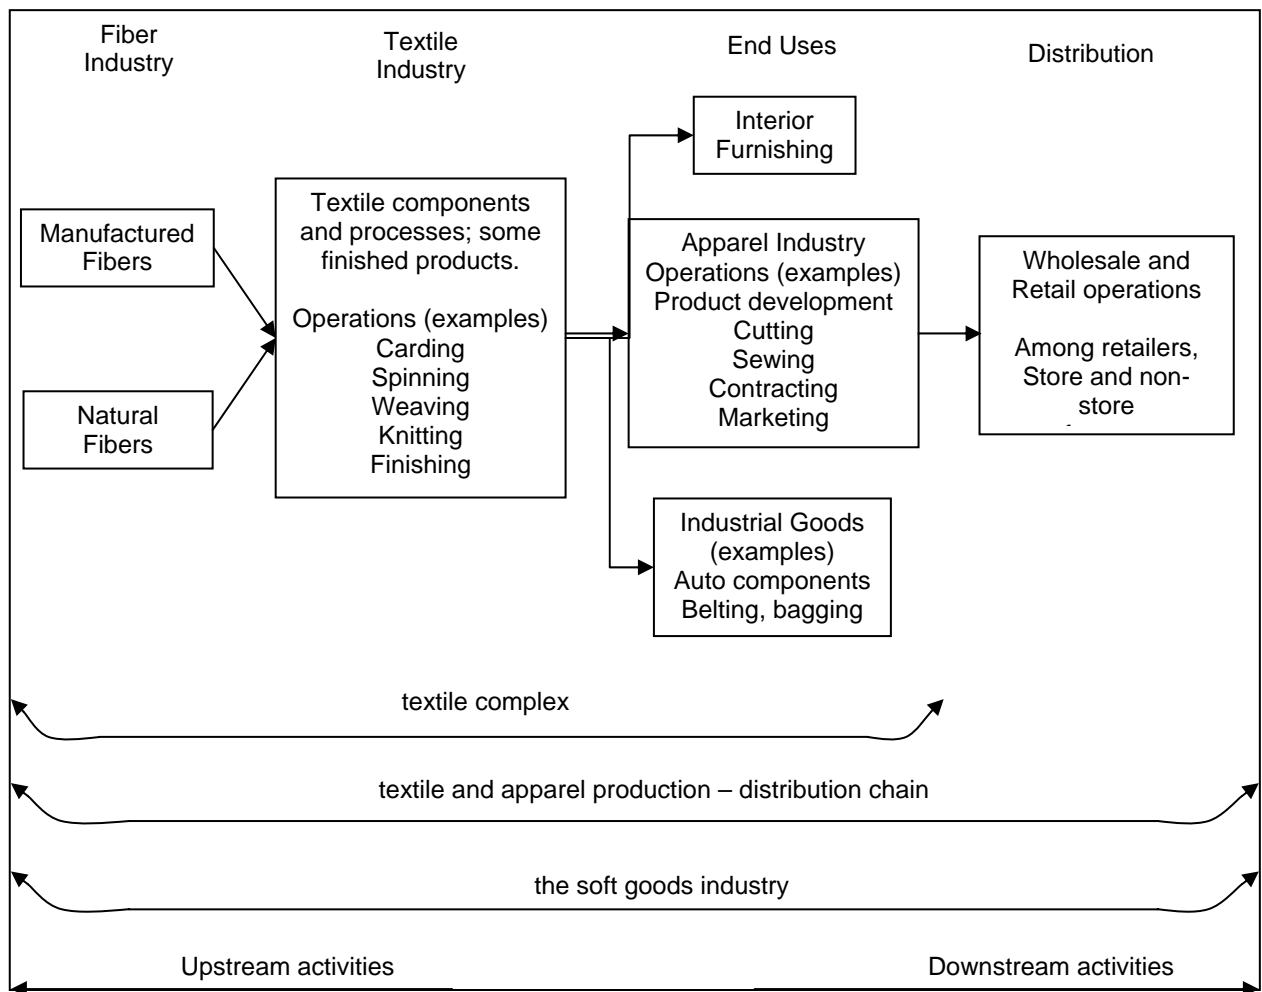 Fiber
Industry
Textile
Industry
End Uses
Distribution
Interior
Furnishing
Manufactured
Fibers
Natural
Fibers
Textile components
and processes; some
finished products.
Operations (examples)
Carding
Spinning
Weaving
Knitting
Finishing
Apparel Industry
Operations (examples)
Product development
Cutting
Sewing
Contracting
Marketing
Wholesale and
Retail operations
Among retailers,
Store and non-
store
Industrial Goods
(examples)
Auto components
Belting, bagging
textile complex
textile and apparel production – distribution chain
the soft goods industry
Upstream activities
Downstream activities